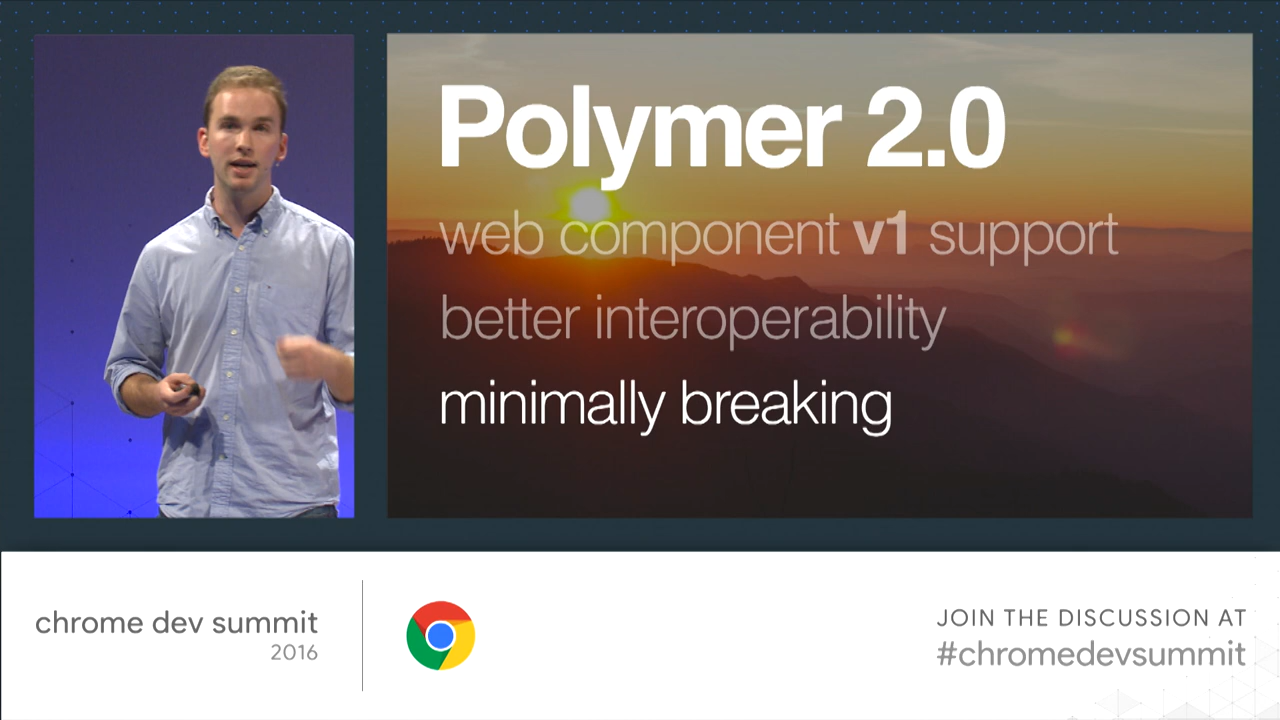 Polymer 2.0
web component v1 support
better interoperability
minimally breaking
chrome dev summit
2016
JOIN THE DISCUSSION AT
#chromedevsummit